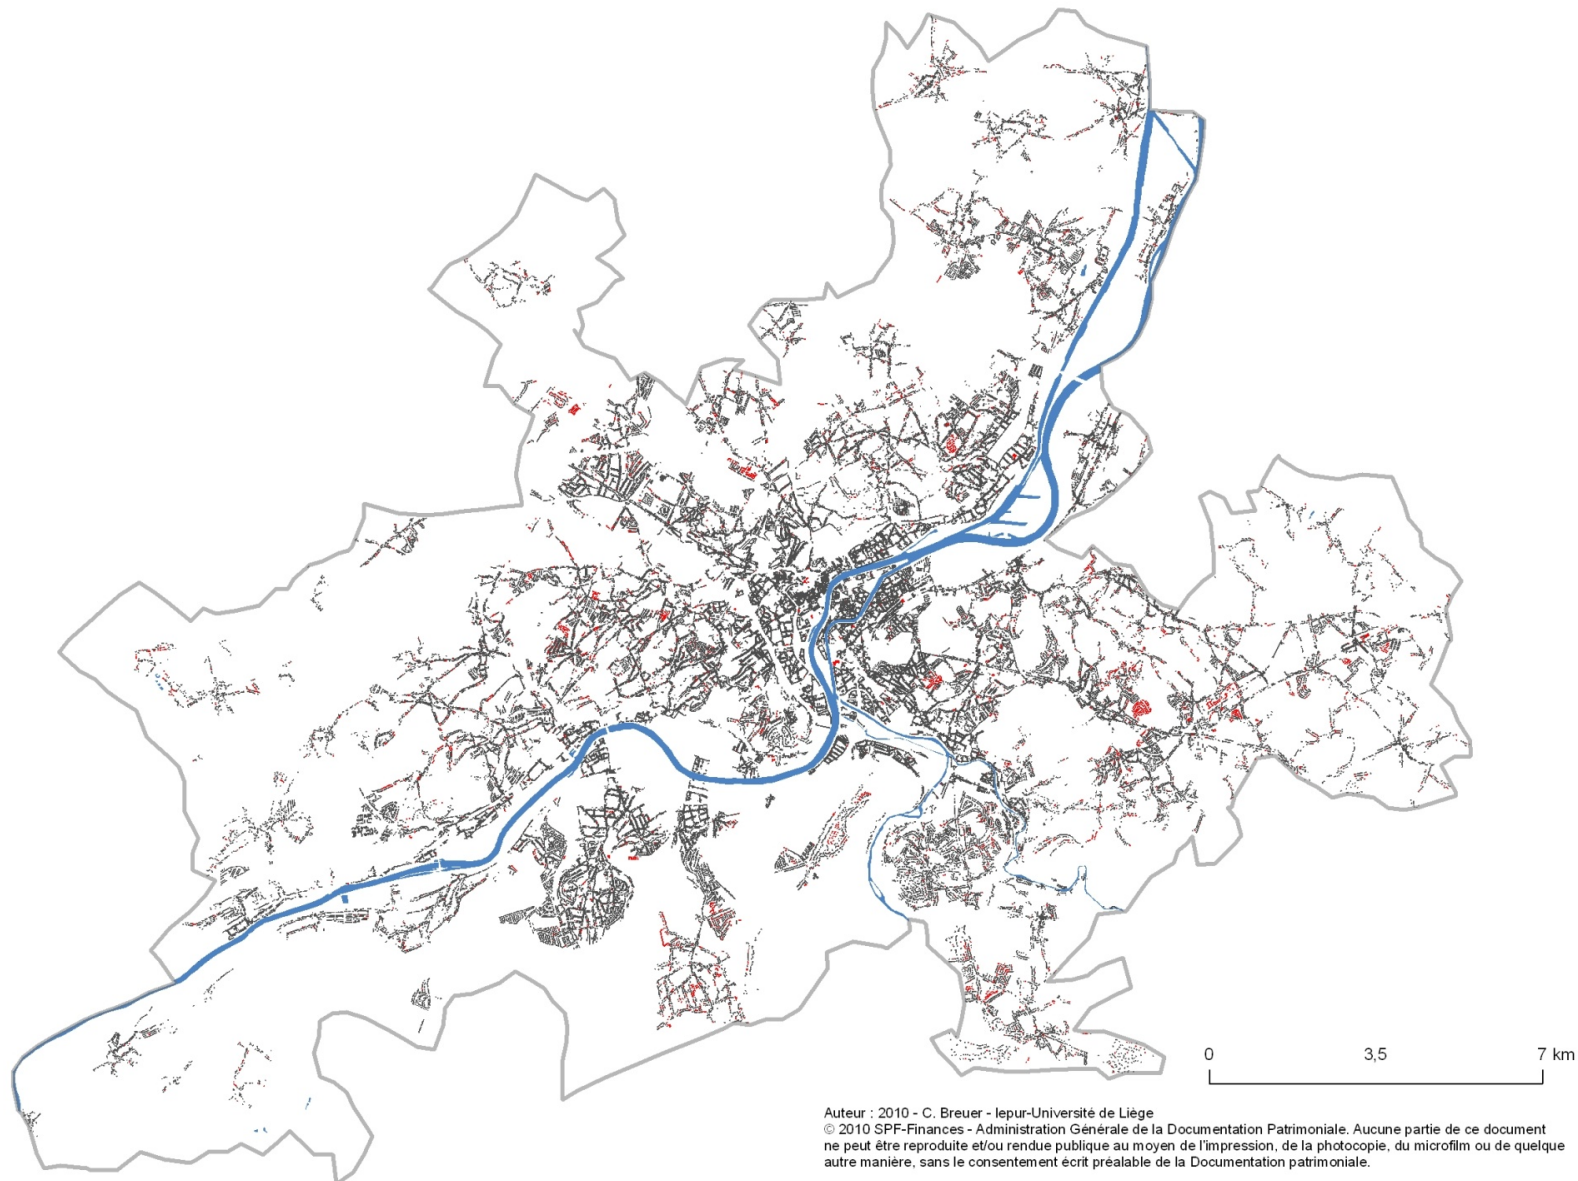 0 3,5 7 km
Auteur : 2010 - C. Breuer - lepur-Université de Liège
© 2010 SPF-Finances - Administration Générale de la Documentation Patrimoniale. Aucune partie de ce document
ne peut être reproduite et/ou rendue publique au moyen de l'impression, de la photocopie, du microfilm ou de quelque
autre manière, sans le consentement écrit préalable de la Documentation patrimoniale.